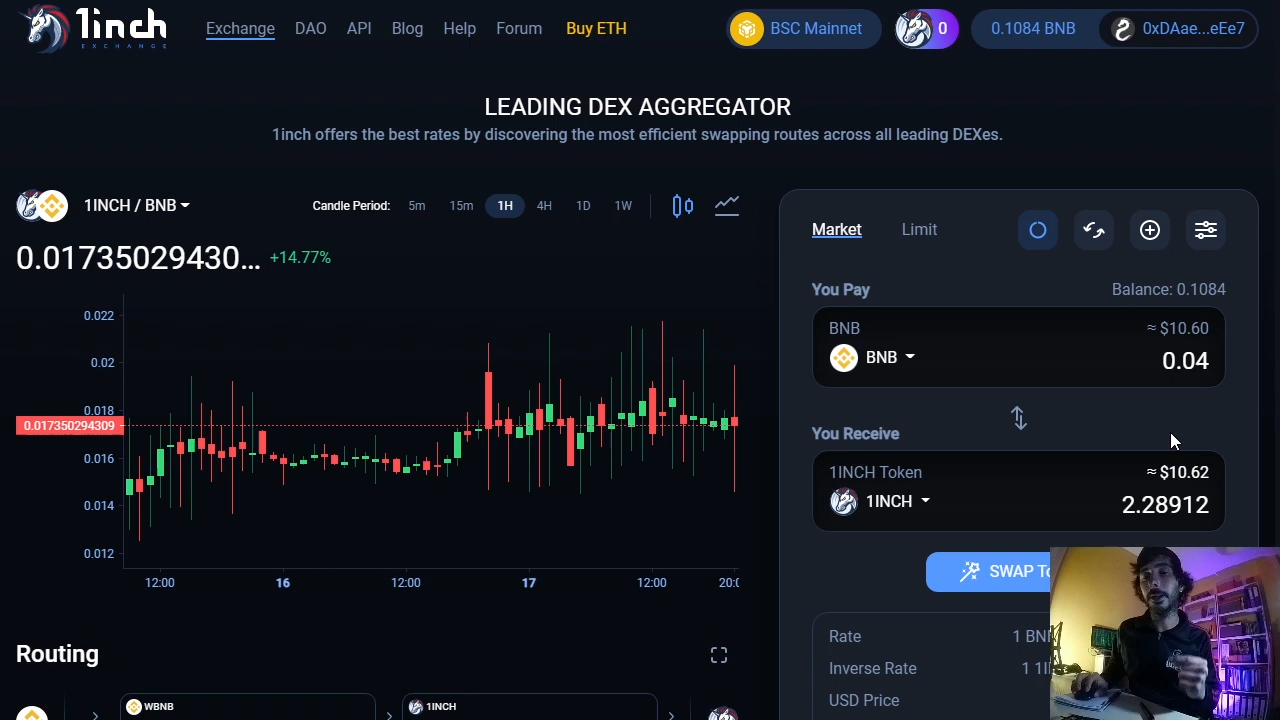 1inch
EXCHANGE
Exchange DAO API Blog Help Forum Buy ETH
BSC Mainnet
0
0.1084 BNB
0xDAae...eEe7
LEADING DEX AGGREGATOR
1inch offers the best rates by discovering the most efficient swapping routes across all leading DEXes.
1INCH / BNB
Candle Period: 5m 15m 1H 4H 1D 1W
0.01735029430... +14.77%
0.022
0.02
0.018
0.017350294309
0.016
0.014
0.012
12:00 16 12:00 17 12:00 20:0
Market Limit
You Pay Balance: 0.1084
BNB ≈ $10.60
BNB 0.04
You Receive
1INCH Token ≈ $10.62
1INCH 2.28912
SWAP
Rate 1 BN
Inverse Rate 1 1
USD Price
Routing
WBNB
1INCH